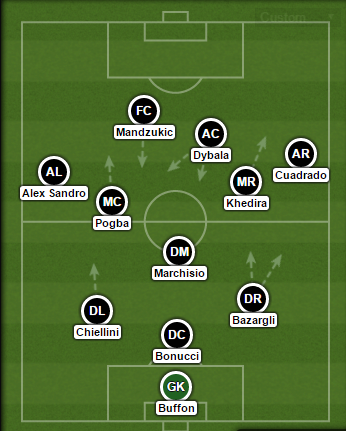 Custom
FC
Mandzukic
AC
Dybala
AR
Cuadrado
AL
Alex Sandro
MR
Khedira
MC
Pogba
DM
Marchisio
DR
Bazargli
DL
Chiellini
DC
Bonucci
GK
Buffon